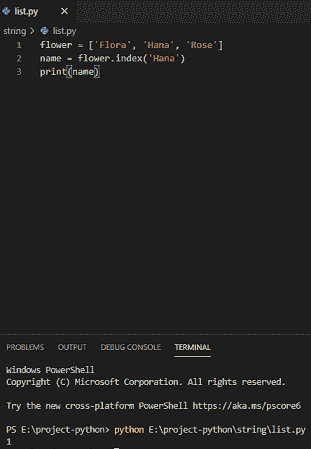 list.py
string > list.py
1 flower = ['Flora', 'Hana', 'Rose']
2 name = flower.index('Hana')
3 print(name)
PROBLEMS OUTPUT DEBUG CONSOLE TERMINAL
Windows PowerShell
Copyright (C) Microsoft Corporation. All rights reserved.
Try the new cross-platform PowerShell https://aka.ms/pscore6
PS E:\project-python> python E:\project-python\string\list.py
1